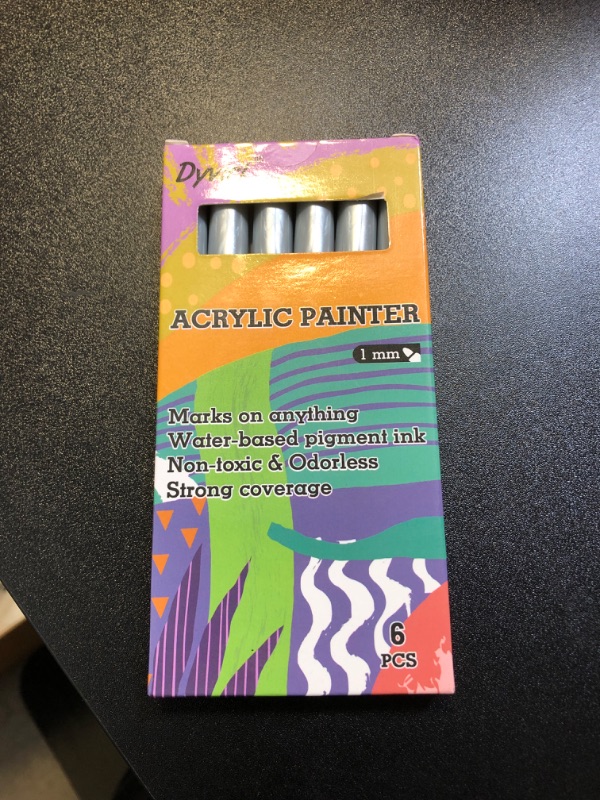 ACRYLIC PAINTER
1 mm
Marks on anything
Water-based pigment ink
Non-toxic & Odorless
Strong coverage
6
PCS